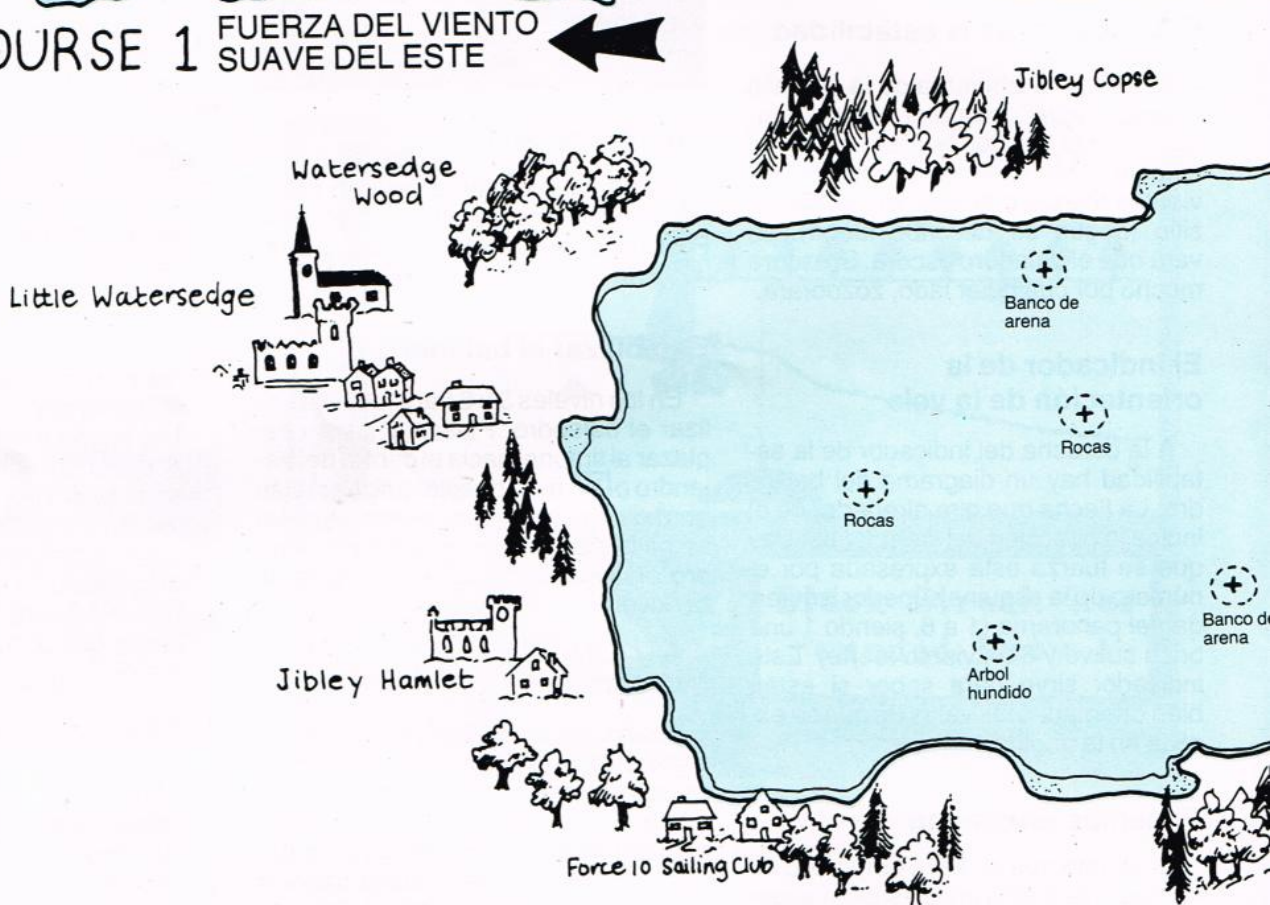 OURSE 1
FUERZA DEL VIENTO
SUAVE DEL ESTE
Jibley Copse
Watersedge
Wood
Little Watersedge
Banco de
arena
Rocas
Rocas
Banco de
arena
Arbol
hundido
Jibley Hamlet
Force 10 Sailing Club